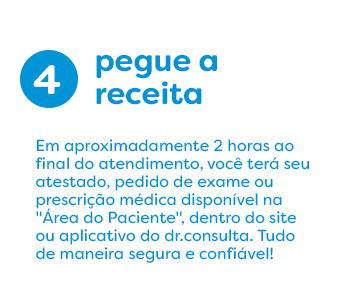 4
pegue a
receita
Em aproximadamente 2 horas ao
final do atendimento, você terá seu
atestado, pedido de exame ou
prescrição médica disponível na
"Área do Paciente", dentro do site
ou aplicativo do dr.consulta. Tudo
de maneira segura e confiável!